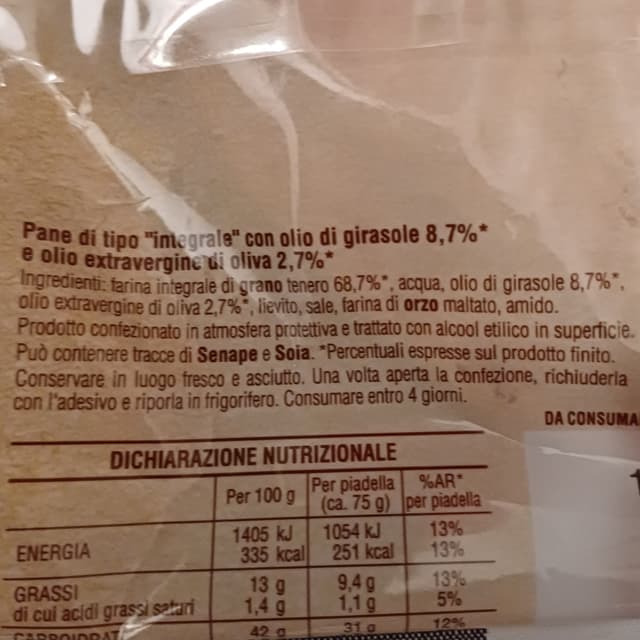 Pane di tipo "integrale" con olio di girasole 8,7%*
e olio extravergine di oliva 2,7%*
Ingredienti: farina integrale di grano tenero 68,7%*, acqua, olio di girasole 8,7%*,
olio extravergine di oliva 2,7%*, lievito, sale, farina di orzo maltato, amido.
Prodotto confezionato in atmosfera protettiva e trattato con alcool etilico in superficie.
Può contenere tracce di Senape e Soia. *Percentuali espresse sul prodotto finito.
Conservare in luogo fresco e asciutto. Una volta aperta la confezione, richiuderla
con l'adesivo e riporla in frigorifero. Consumare entro 4 giorni.
DA CONSUMA
DICHIARAZIONE NUTRIZIONALE
Per 100 g Per piadella (ca. 75 g) %AR* per piadella
ENERGIA 1405 kJ 1054 kJ 13%
335 kcal 251 kcal 13%
GRASSI 13 g 9,4 g 13%
di cui acidi grassi saturi 1,4 g 1,1 g 5%
CARBOIDRATI 42 g 31 g 12%